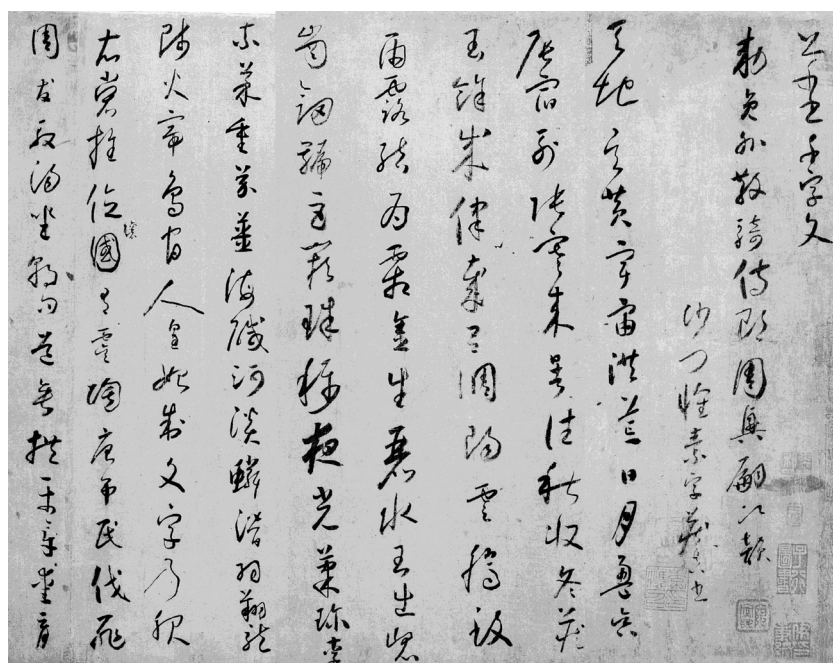 千字文
勅員外散騎侍郎周興嗣次韻
沙門懷素字藏真
天地玄黃宇宙洪荒日月盈昃
辰宿列張寒來暑往秋收冬藏
餘成律歲呂調陽雲騰致
雨露結為霜金生麗水玉出崐
崗劍號巨闕珠稱夜光菓珍李
柰菜重芥薑海鹹河淡鱗潛羽翔龍
師火帝鳥官人皇始制文字乃服
衣裳推位讓國有虞陶唐弔民伐罪
周發殷湯坐朝問道垂拱平章愛育